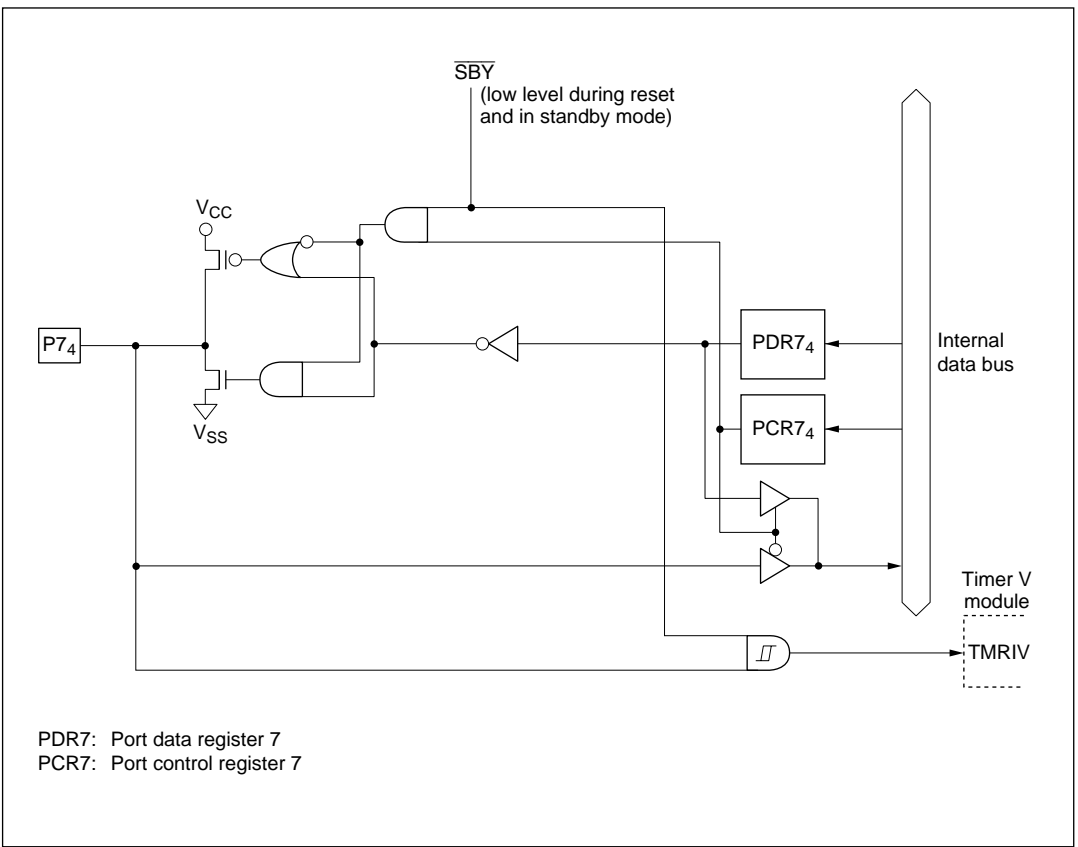 SBY
(low level during reset
and in standby mode)
VCC
P74
VSS
PDR74
PCR74
Internal
data bus
Timer V
module
TMRIV
PDR7: Port data register 7
PCR7: Port control register 7